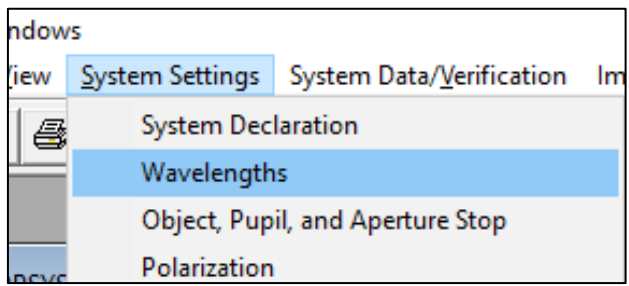 ndows
iew System Settings System Data/Verification Im
System Declaration
Wavelengths
Object, Pupil, and Aperture Stop
Polarization